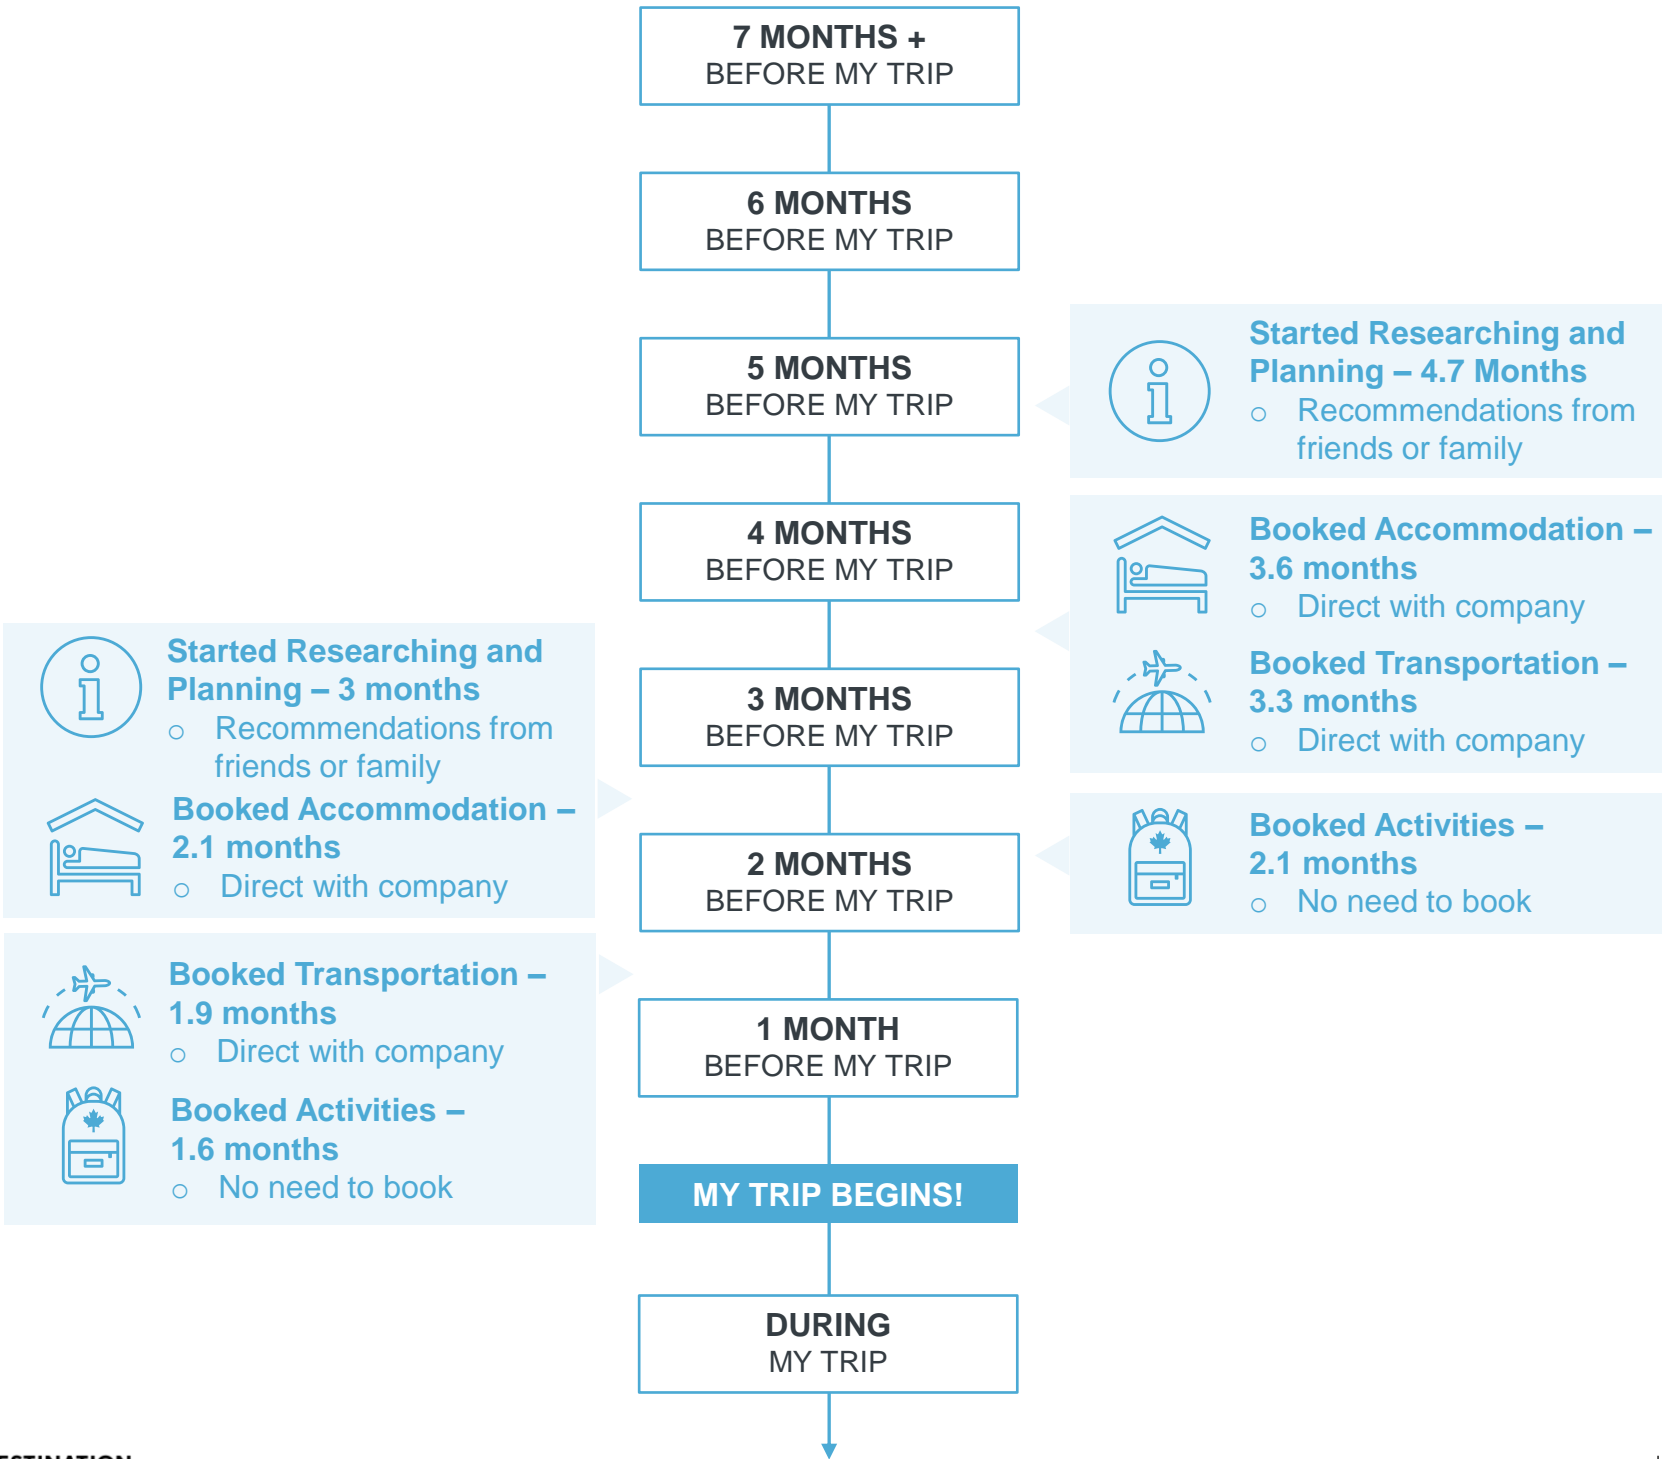 7 MONTHS +
BEFORE MY TRIP
6 MONTHS
BEFORE MY TRIP
5 MONTHS
BEFORE MY TRIP
4 MONTHS
BEFORE MY TRIP
3 MONTHS
BEFORE MY TRIP
2 MONTHS
BEFORE MY TRIP
1 MONTH
BEFORE MY TRIP
MY TRIP BEGINS!
DURING
MY TRIP
Started Researching and
Planning – 3 months
○ Recommendations from
friends or family
Booked Accommodation –
2.1 months
○ Direct with company
Booked Transportation –
1.9 months
○ Direct with company
Booked Activities –
1.6 months
○ No need to book
Started Researching and
Planning – 4.7 Months
○ Recommendations from
friends or family
Booked Accommodation –
3.6 months
○ Direct with company
Booked Transportation –
3.3 months
○ Direct with company
Booked Activities –
2.1 months
○ No need to book